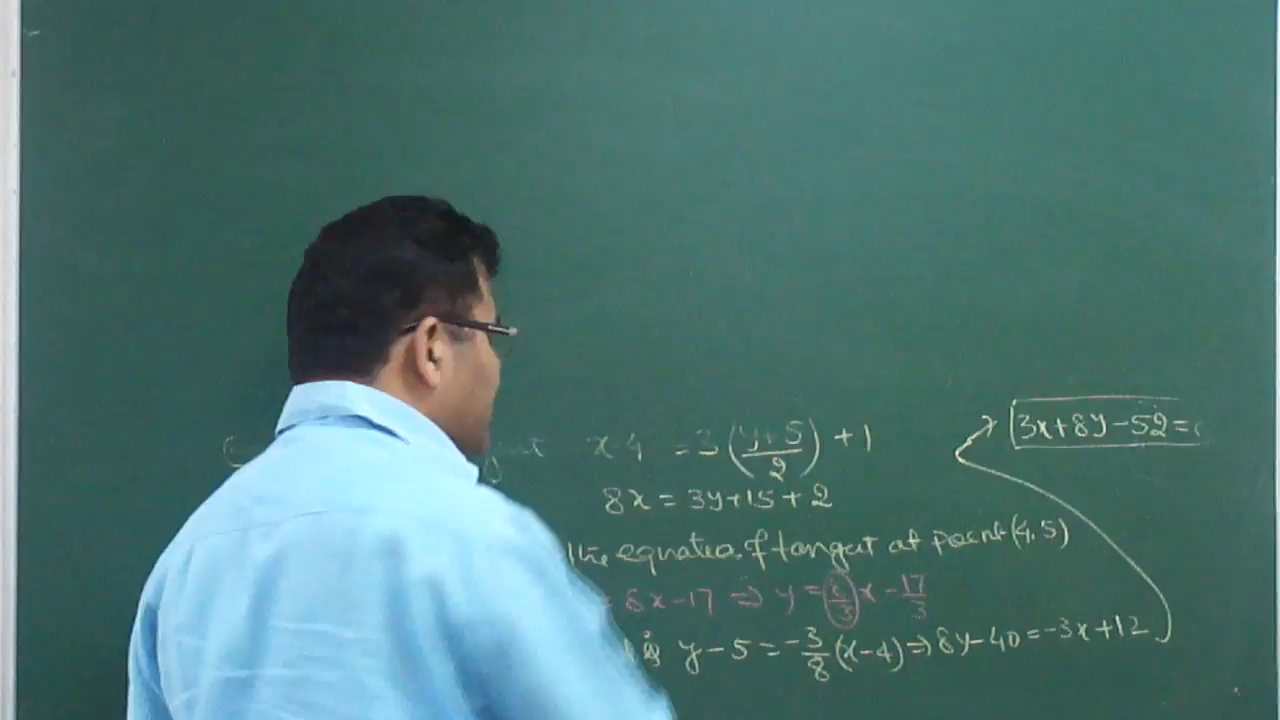 x 4 = 3 ((y+5)/2) + 1
3x+8y-52=
8x = 3y+15+2
the equation of tangent at point (4,5)
= 8x-17 ⇒ y = (8/3)x - 17/3
is y-5 = -3/8 (x-4) ⇒ 8y-40 = -3x+12